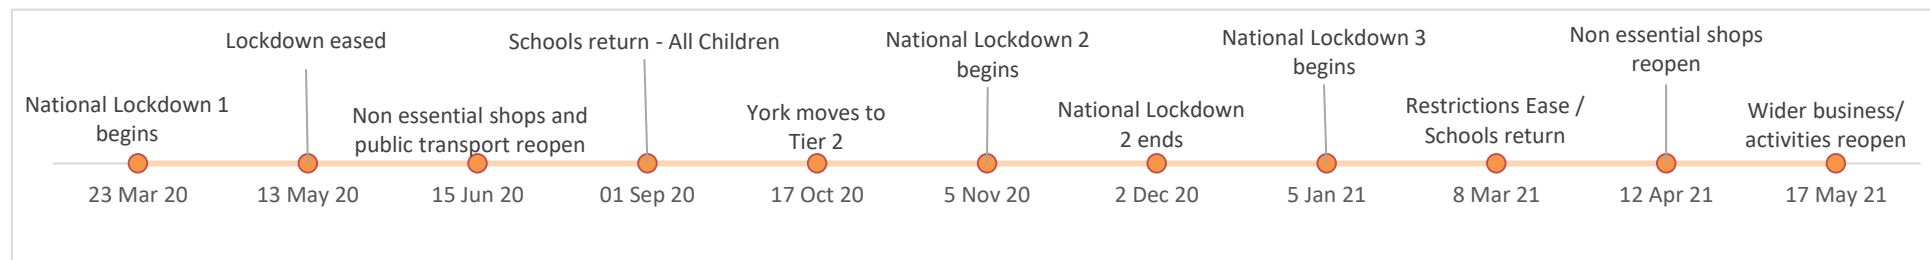 National Lockdown 1
begins
23 Mar 20
Lockdown eased
13 May 20
Non essential shops and
public transport reopen
15 Jun 20
Schools return - All Children
01 Sep 20
York moves to
Tier 2
17 Oct 20
National Lockdown 2
begins
5 Nov 20
National Lockdown
2 ends
2 Dec 20
National Lockdown 3
begins
5 Jan 21
Restrictions Ease /
Schools return
8 Mar 21
Non essential shops
reopen
12 Apr 21
Wider business/
activities reopen
17 May 21